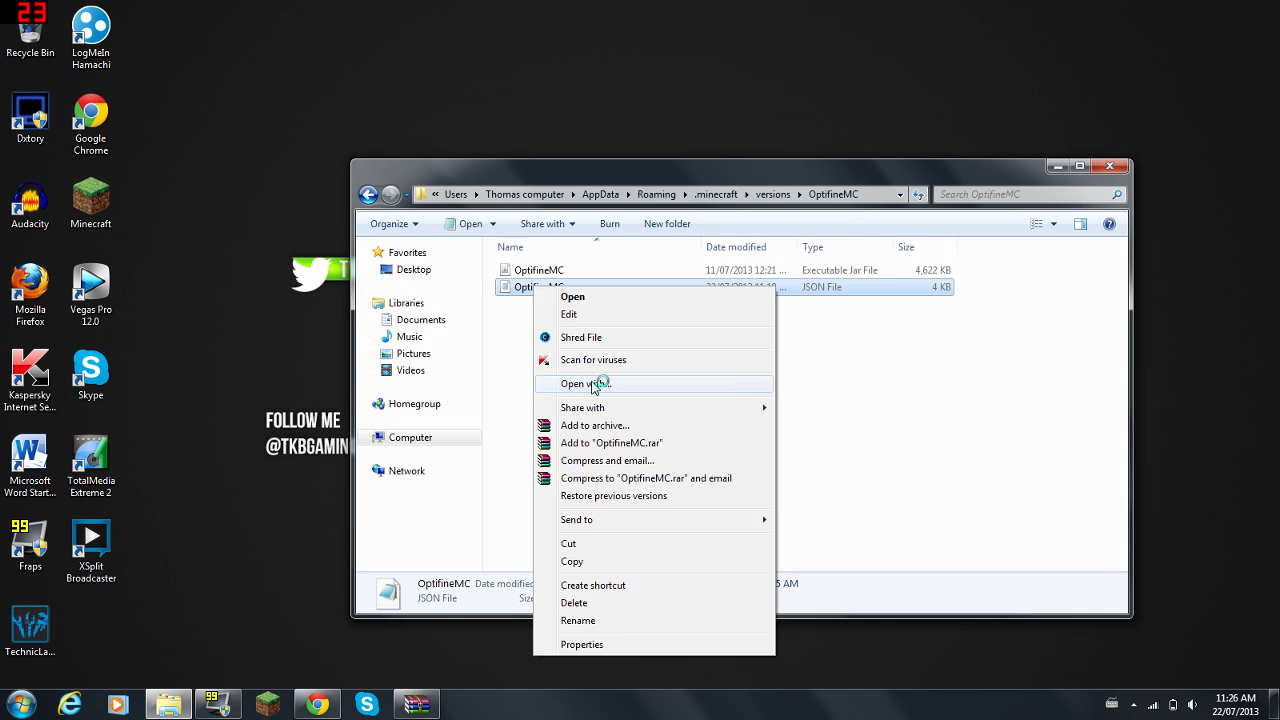 23
Recycle Bin
LogMeIn
Hamachi
Dxtory
Google
Chrome
Audacity
Minecraft
Mozilla
Firefox
Vegas Pro
12.0
Kaspersky
Internet Se...
Skype
Microsoft
Word Start...
TotalMedia
Extreme 2
99
Fraps
XSplit
Broadcaster
TechnicLa...
FOLLOW ME
@TKBGAMIN
« Users Thomas computer AppData Roaming .minecraft versions OptifineMC
Search OptifineMC
Organize Open Share with Burn New folder
Name Date modified Type Size
Favorites
Desktop
Libraries
Documents
Music
Pictures
Videos
Homegroup
Computer
Network
OptifineMC 11/07/2013 12:21 ... Executable Jar File 4,622 KB
JSON File 4 KB
Open
Edit
Shred File
Scan for viruses
Open
Share with
Add to archive...
Add to "OptifineMC.rar"
Compress and email...
Compress to "OptifineMC.rar" and email
Restore previous versions
Send to
Cut
Copy
Create shortcut
Delete
Rename
Properties
OptifineMC Date modified
AM
JSON File
99
11:26 AM
22/07/2013